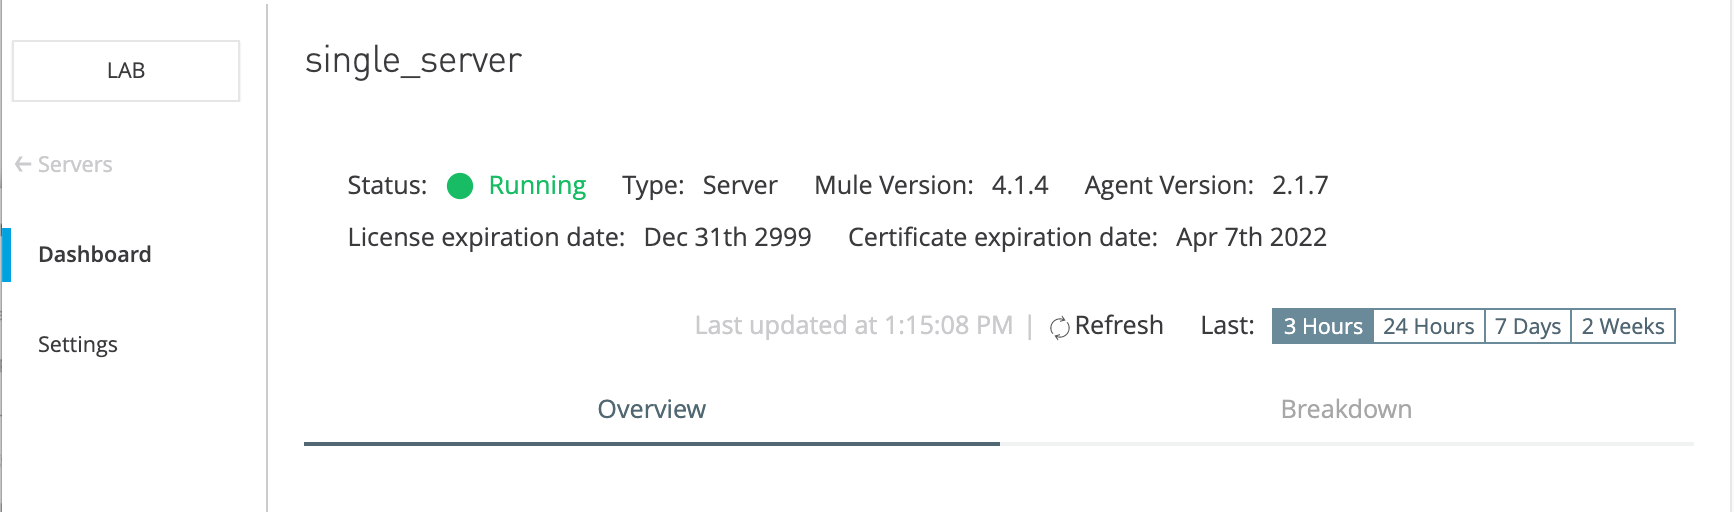 LAB
← Servers
Dashboard
Settings
single_server
Status: Running Type: Server Mule Version: 4.1.4 Agent Version: 2.1.7
License expiration date: Dec 31th 2999 Certificate expiration date: Apr 7th 2022
Last updated at 1:15:08 PM | Refresh Last: 3 Hours 24 Hours 7 Days 2 Weeks
Overview Breakdown